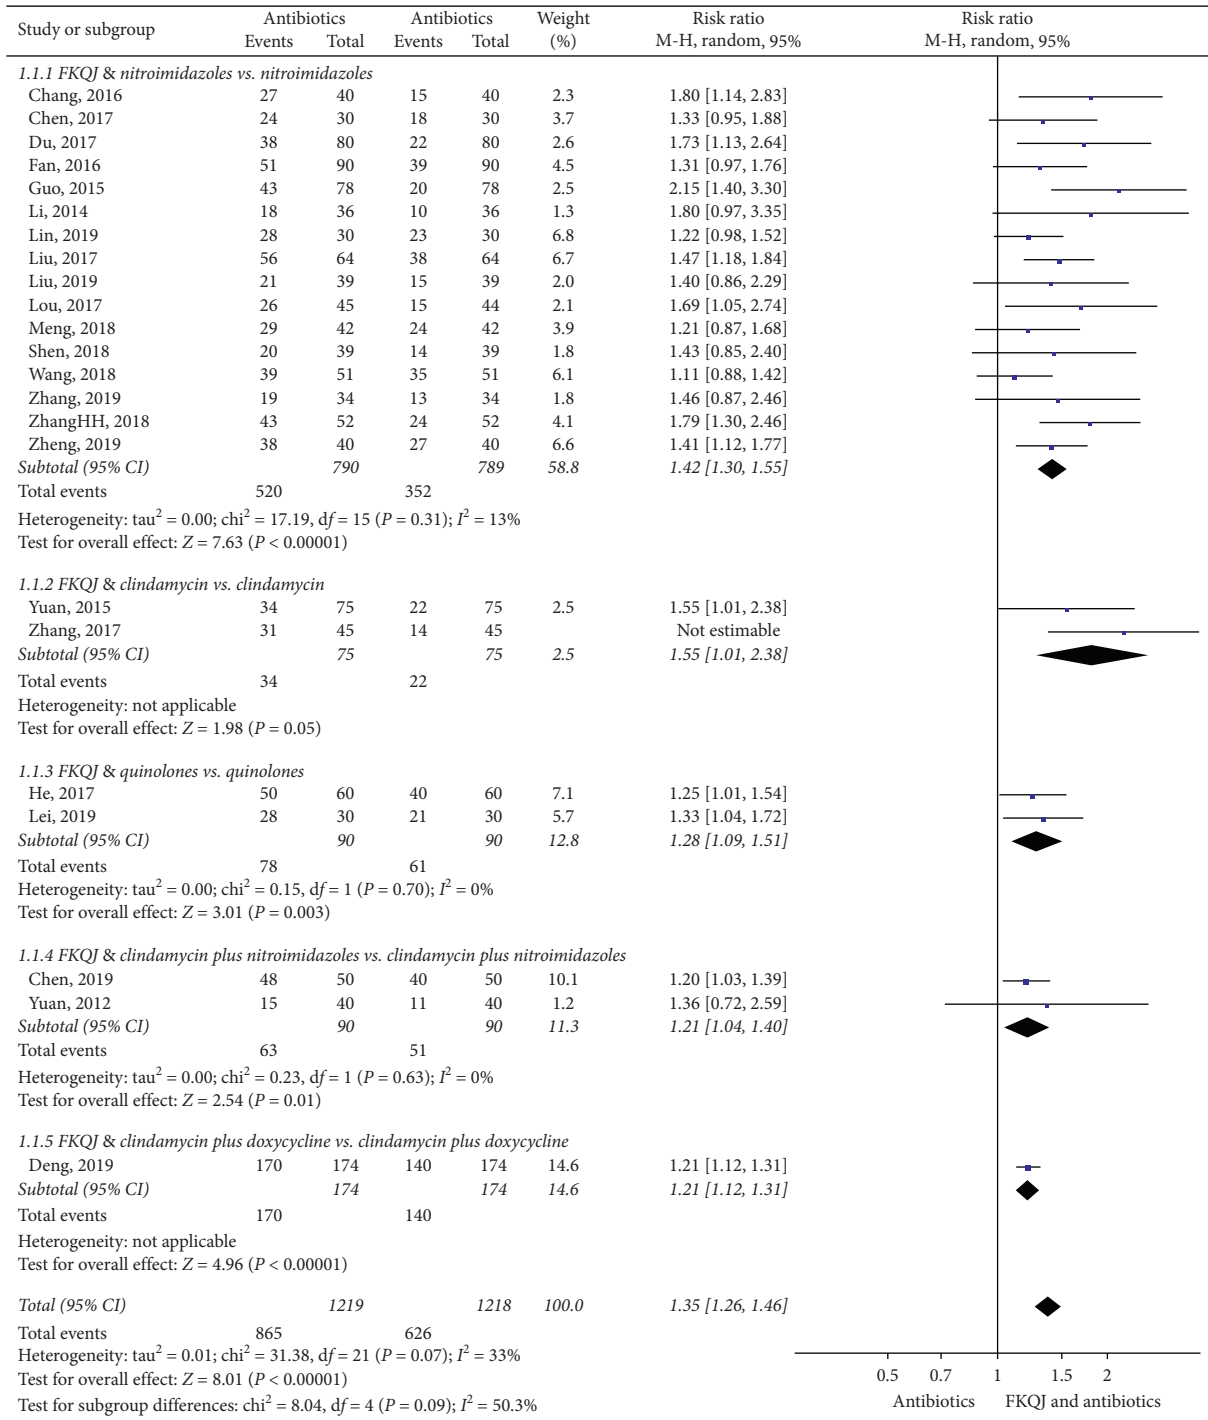 Study or subgroup Antibiotics Antibiotics Weight Risk ratio Risk ratio
Events Total Events Total (%) M-H, random, 95% M-H, random, 95%
1.1.1 FKQJ & nitroimidazoles vs. nitroimidazoles
Chang, 2016 27 40 15 40 2.3 1.80 [1.14, 2.83]
Chen, 2017 24 30 18 30 3.7 1.33 [0.95, 1.88]
Du, 2017 38 80 22 80 2.6 1.73 [1.13, 2.64]
Fan, 2016 51 90 39 90 4.5 1.31 [0.97, 1.76]
Guo, 2015 43 78 20 78 2.5 2.15 [1.40, 3.30]
Li, 2014 18 36 10 36 1.3 1.80 [0.97, 3.35]
Lin, 2019 28 30 23 30 6.8 1.22 [0.98, 1.52]
Liu, 2017 56 64 38 64 6.7 1.47 [1.18, 1.84]
Liu, 2019 21 39 15 39 2.0 1.40 [0.86, 2.29]
Lou, 2017 26 45 15 44 2.1 1.69 [1.05, 2.74]
Meng, 2018 29 42 24 42 3.9 1.21 [0.87, 1.68]
Shen, 2018 20 39 14 39 1.8 1.43 [0.85, 2.40]
Wang, 2018 39 51 35 51 6.1 1.11 [0.88, 1.42]
Zhang, 2019 19 34 13 34 1.8 1.46 [0.87, 2.46]
ZhangHH, 2018 43 52 24 52 4.1 1.79 [1.30, 2.46]
Zheng, 2019 38 40 27 40 6.6 1.41 [1.12, 1.77]
Subtotal (95% CI) 790 789 58.8 1.42 [1.30, 1.55]
Total events 520 352
Heterogeneity: tau² = 0.00; chi² = 17.19, df = 15 (P = 0.31); I² = 13%
Test for overall effect: Z = 7.63 (P < 0.00001)
1.1.2 FKQJ & clindamycin vs. clindamycin
Yuan, 2015 34 75 22 75 2.5 1.55 [1.01, 2.38]
Zhang, 2017 31 45 14 45 Not estimable
Subtotal (95% CI) 75 75 2.5 1.55 [1.01, 2.38]
Total events 34 22
Heterogeneity: not applicable
Test for overall effect: Z = 1.98 (P = 0.05)
1.1.3 FKQJ & quinolones vs. quinolones
He, 2017 50 60 40 60 7.1 1.25 [1.01, 1.54]
Lei, 2019 28 30 21 30 5.7 1.33 [1.04, 1.72]
Subtotal (95% CI) 90 90 12.8 1.28 [1.09, 1.51]
Total events 78 61
Heterogeneity: tau² = 0.00; chi² = 0.15, df = 1 (P = 0.70); I² = 0%
Test for overall effect: Z = 3.01 (P = 0.003)
1.1.4 FKQJ & clindamycin plus nitroimidazoles vs. clindamycin plus nitroimidazoles
Chen, 2019 48 50 40 50 10.1 1.20 [1.03, 1.39]
Yuan, 2012 15 40 11 40 1.2 1.36 [0.72, 2.59]
Subtotal (95% CI) 90 90 11.3 1.21 [1.04, 1.40]
Total events 63 51
Heterogeneity: tau² = 0.00; chi² = 0.23, df = 1 (P = 0.63); I² = 0%
Test for overall effect: Z = 2.54 (P = 0.01)
1.1.5 FKQJ & clindamycin plus doxycycline vs. clindamycin plus doxycycline
Deng, 2019 170 174 140 174 14.6 1.21 [1.12, 1.31]
Subtotal (95% CI) 174 174 14.6 1.21 [1.12, 1.31]
Total events 170 140
Heterogeneity: not applicable
Test for overall effect: Z = 4.96 (P < 0.00001)
Total (95% CI) 1219 1218 100.0 1.35 [1.26, 1.46]
Total events 865 626
Heterogeneity: tau² = 0.01; chi² = 31.38, df = 21 (P = 0.07); I² = 33%
Test for overall effect: Z = 8.01 (P < 0.00001)
Test for subgroup differences: chi² = 8.04, df = 4 (P = 0.09); I² = 50.3%
0.5 0.7 1 1.5 2
Antibiotics FKQJ and antibiotics